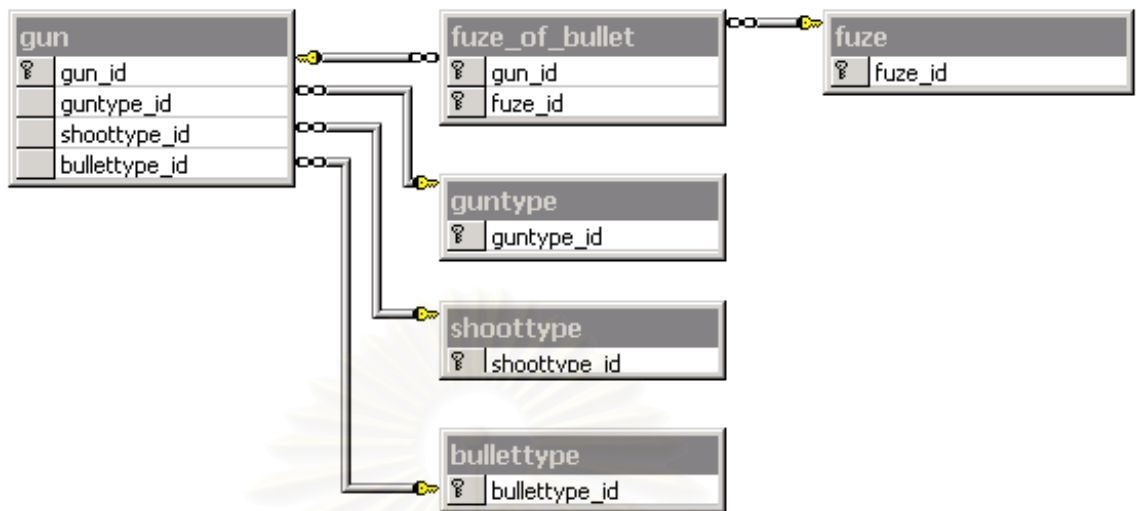 gun
gun_id
guntype_id
shoottype_id
bullettype_id
fuze_of_bullet
gun_id
fuze_id
fuze
fuze_id
guntype
guntype_id
shoottype
shoottype_id
bullettype
bullettype_id